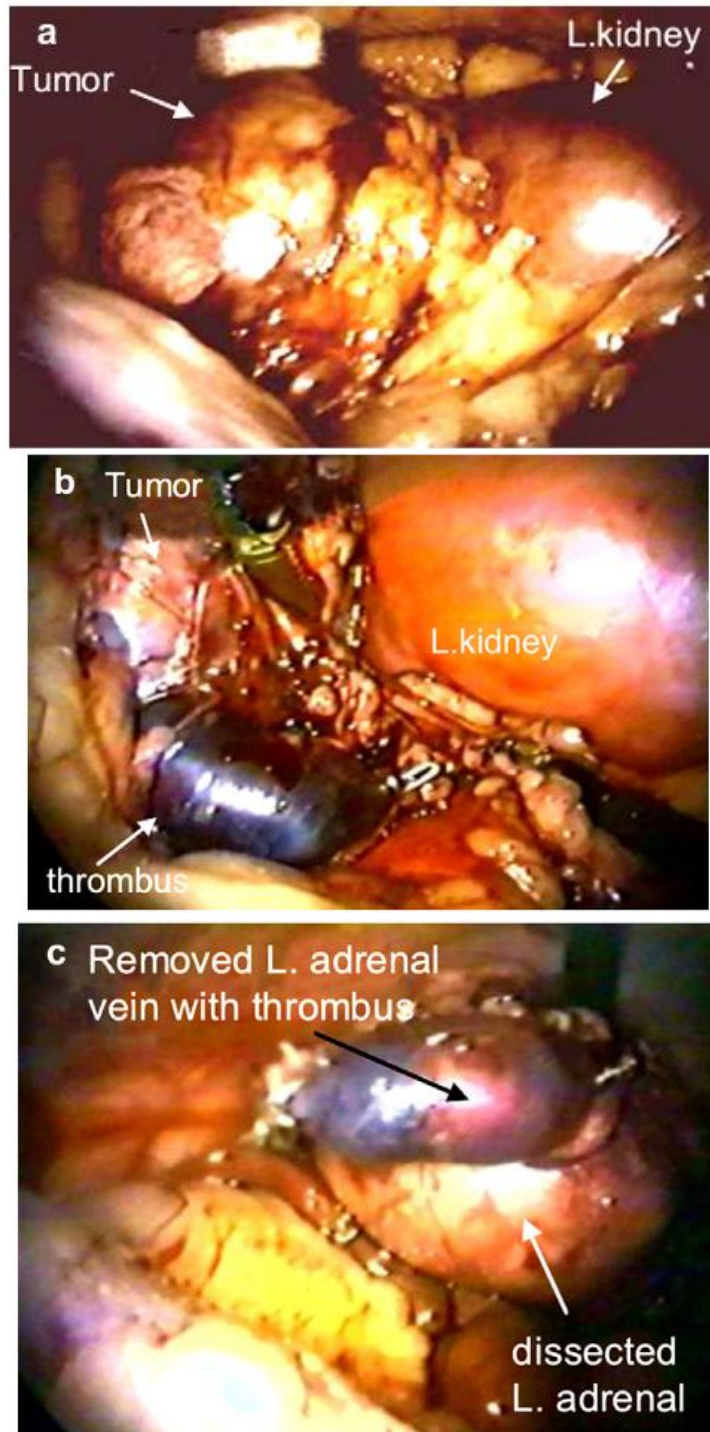 a
L.kidney
Tumor
b
Tumor
L.kidney
thrombus
c Removed L. adrenal
vein with thrombus
dissected
L. adrenal